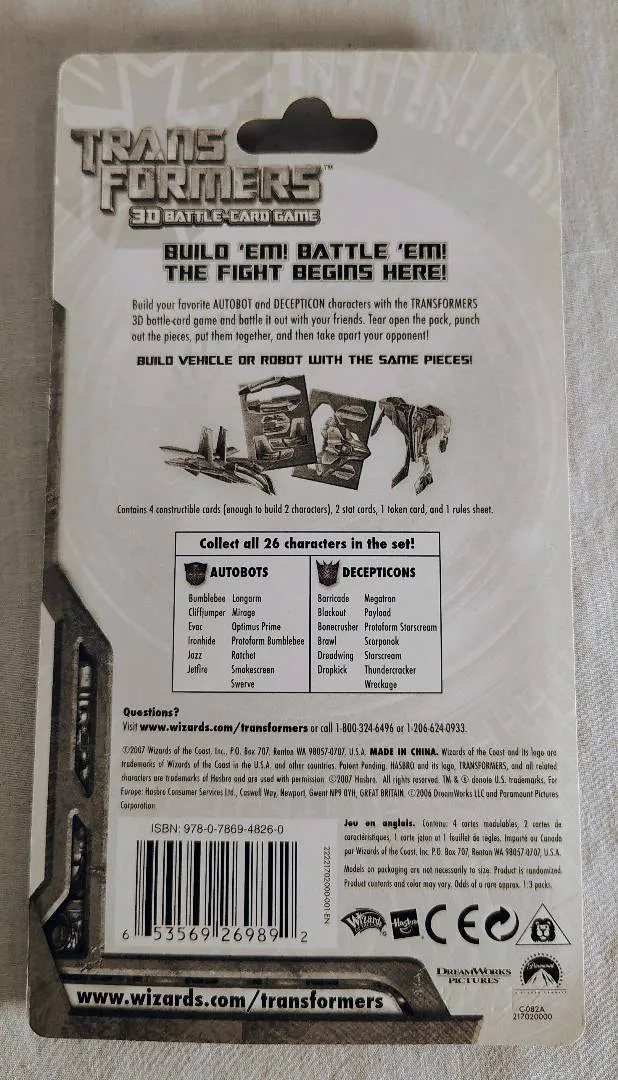 TRANS
FORMERS™
3D BATTLE-CARD GAME
BUILD 'EM! BATTLE 'EM!
THE FIGHT BEGINS HERE!
Build your favorite AUTOBOT and DECEPTICON characters with the TRANSFORMERS
3D battle-card game and battle it out with your friends. Tear open the pack, punch
out the pieces, put them together, and then take apart your opponent!
BUILD VEHICLE OR ROBOT WITH THE SAME PIECES!
Contains 4 constructible cards (enough to build 2 characters), 2 stat cards, 1 token card, and 1 rules sheet.
Collect all 26 characters in the set!
AUTOBOTS
Bumblebee Longarm
Cliffjumper Mirage
Evac Optimus Prime
Ironhide Protoform Bumblebee
Jazz Ratchet
Jetfire Smokescreen
Swerve
DECEPTICONS
Barricade Megatron
Blackout Payload
Bonecrusher Protoform Starscream
Brawl Scorponok
Dreadwing Starscream
Dropkick Thundercracker
Wreckage
Questions?
Visit www.wizards.com/transformers or call 1-800-324-6496 or 1-206-624-0933.
©2007 Wizards of the Coast, Inc., P.O. Box 707, Renton WA 98057-0707, U.S.A. MADE IN CHINA. Wizards of the Coast and its logo are
trademarks of Wizards of the Coast in the U.S.A. and other countries. Patent Pending. HASBRO and its logo, TRANSFORMERS, and all related
characters are trademarks of Hasbro and are used with permission. ©2007 Hasbro. All rights reserved. TM & ® denote U.S. trademarks. For
Europe: Hasbro Consumer Services Ltd., Caswell Way, Newport, Gwent NP9 0YH, GREAT BRITAIN. ©2006 DreamWorks LLC and Paramount Pictures
Corporation.
ISBN: 978-0-7869-4826-0
6 53569 26989 2
22221702000-001-EN
Jeu en anglais. Contenu: 4 cartes modulables, 2 cartes de
caractéristiques, 1 carte jeton et 1 feuillet de règles. Importé au Canada
par Wizards of the Coast, Inc. P.O. Box 707, Renton WA 98057-0707, U.S.A.
Models on packaging are not necessarily to size. Product is randomized.
Product contents and color may vary. Odds of a rare approx. 1:3 packs.
Wizards
Hasbro
CE
DREAMWORKS
PICTURES
Paramount
www.wizards.com/transformers
C-082A
217020000